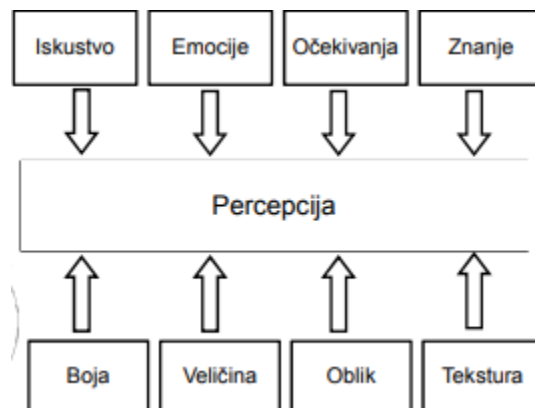 Iskustvo
Emocije
Očekivanja
Znanje
Percepcija
Boja
Veličina
Oblik
Tekstura